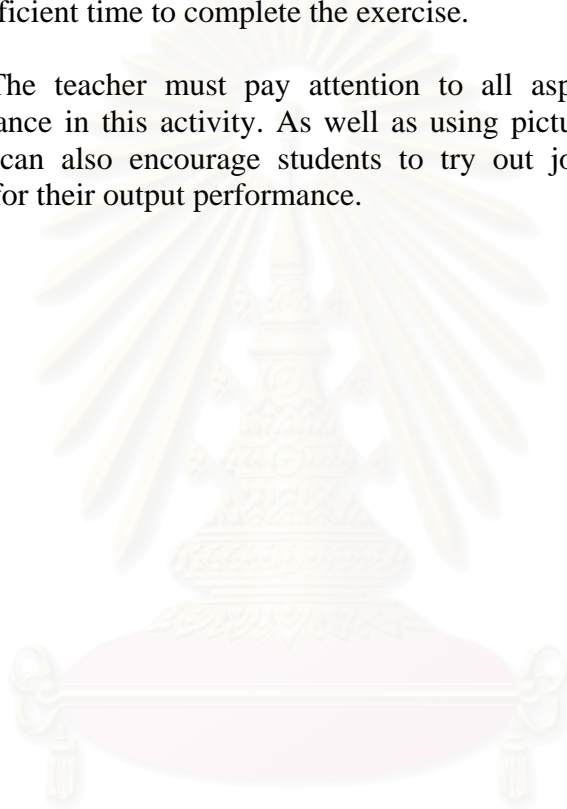 ficient time to complete the exercise.
The teacher must pay attention to all asp
ance in this activity. As well as using pictu
can also encourage students to try out jo
for their output performance.